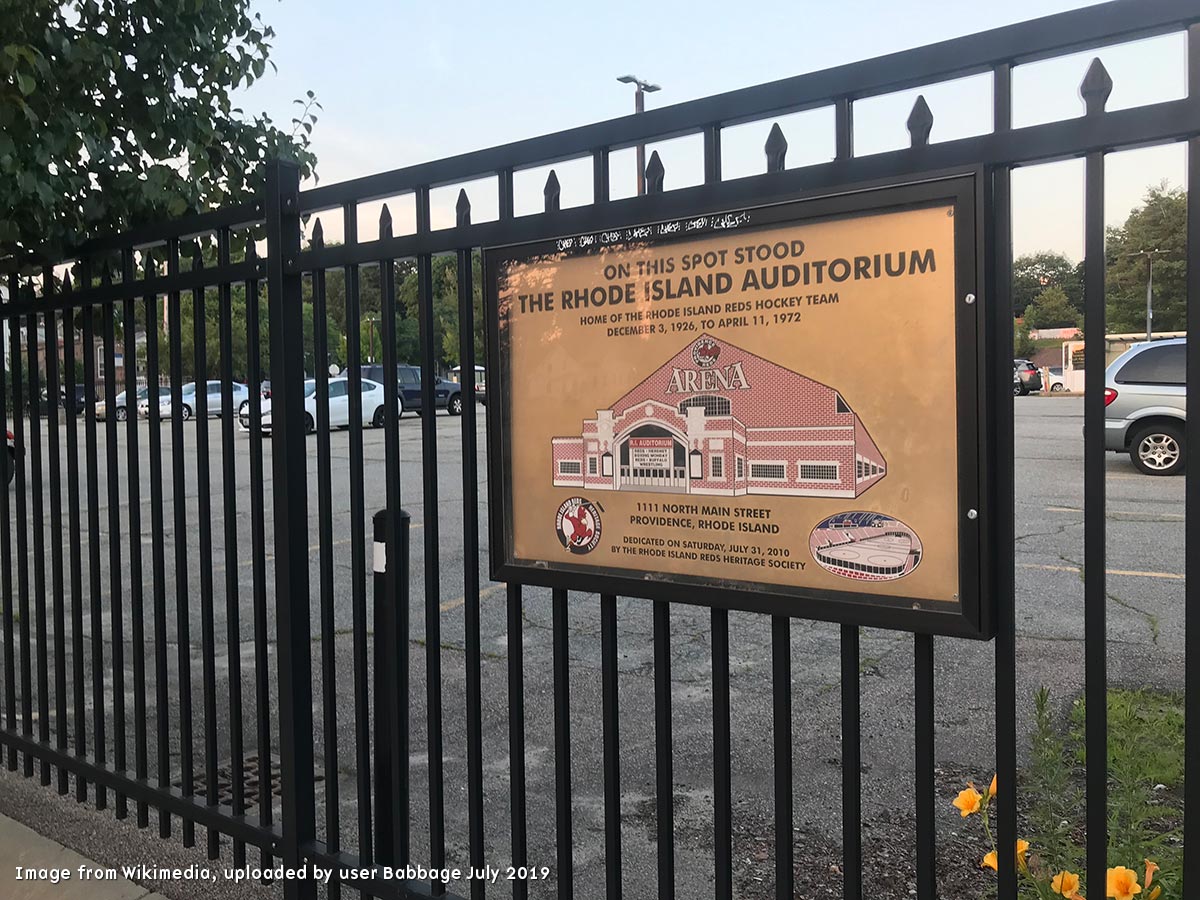 ON THIS SPOT STOOD
THE RHODE ISLAND AUDITORIUM
HOME OF THE RHODE ISLAND REDS HOCKEY TEAM
DECEMBER 3, 1926, TO APRIL 11, 1972
ARENA
R.I. AUDITORIUM
1111 NORTH MAIN STREET
PROVIDENCE, RHODE ISLAND
DEDICATED ON SATURDAY, JULY 31, 2010
BY THE RHODE ISLAND REDS HERITAGE SOCIETY
Image from Wikimedia, uploaded by user Babbage July 2019